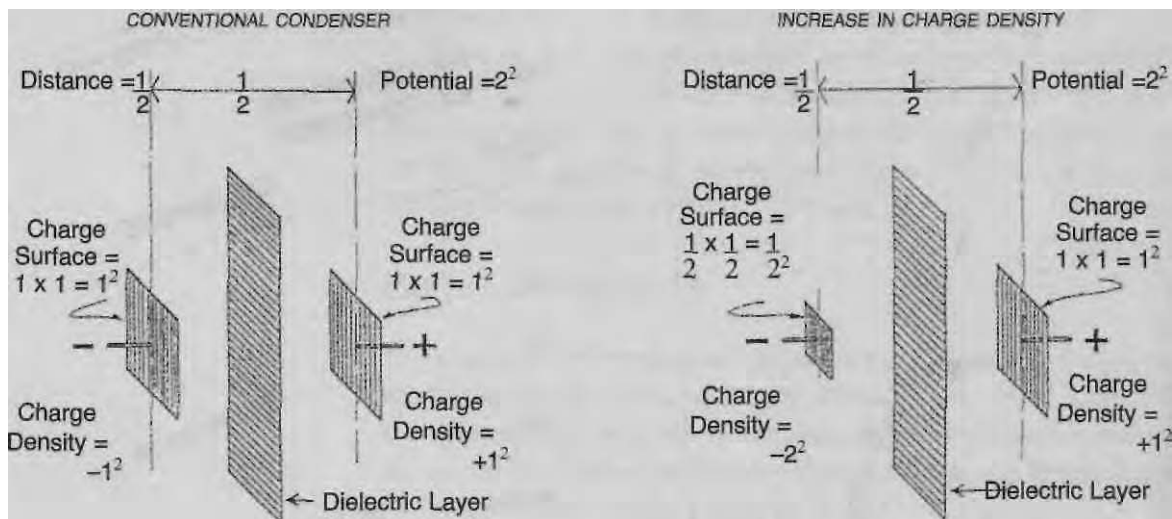 CONVENTIONAL CONDENSER
Distance = 1/2
1/2
Potential = 2²
Charge
Surface =
1 x 1 = 1²
Charge
Surface =
1 x 1 = 1²
−
+
Charge
Density =
−1²
Charge
Density =
+1²
Dielectric Layer
INCREASE IN CHARGE DENSITY
Distance = 1/2
1/2
Potential = 2²
Charge
Surface =
1/2 x 1/2 = 1/2²
Charge
Surface =
1 x 1 = 1²
−
+
Charge
Density =
−2²
Charge
Density =
+1²
Dielectric Layer